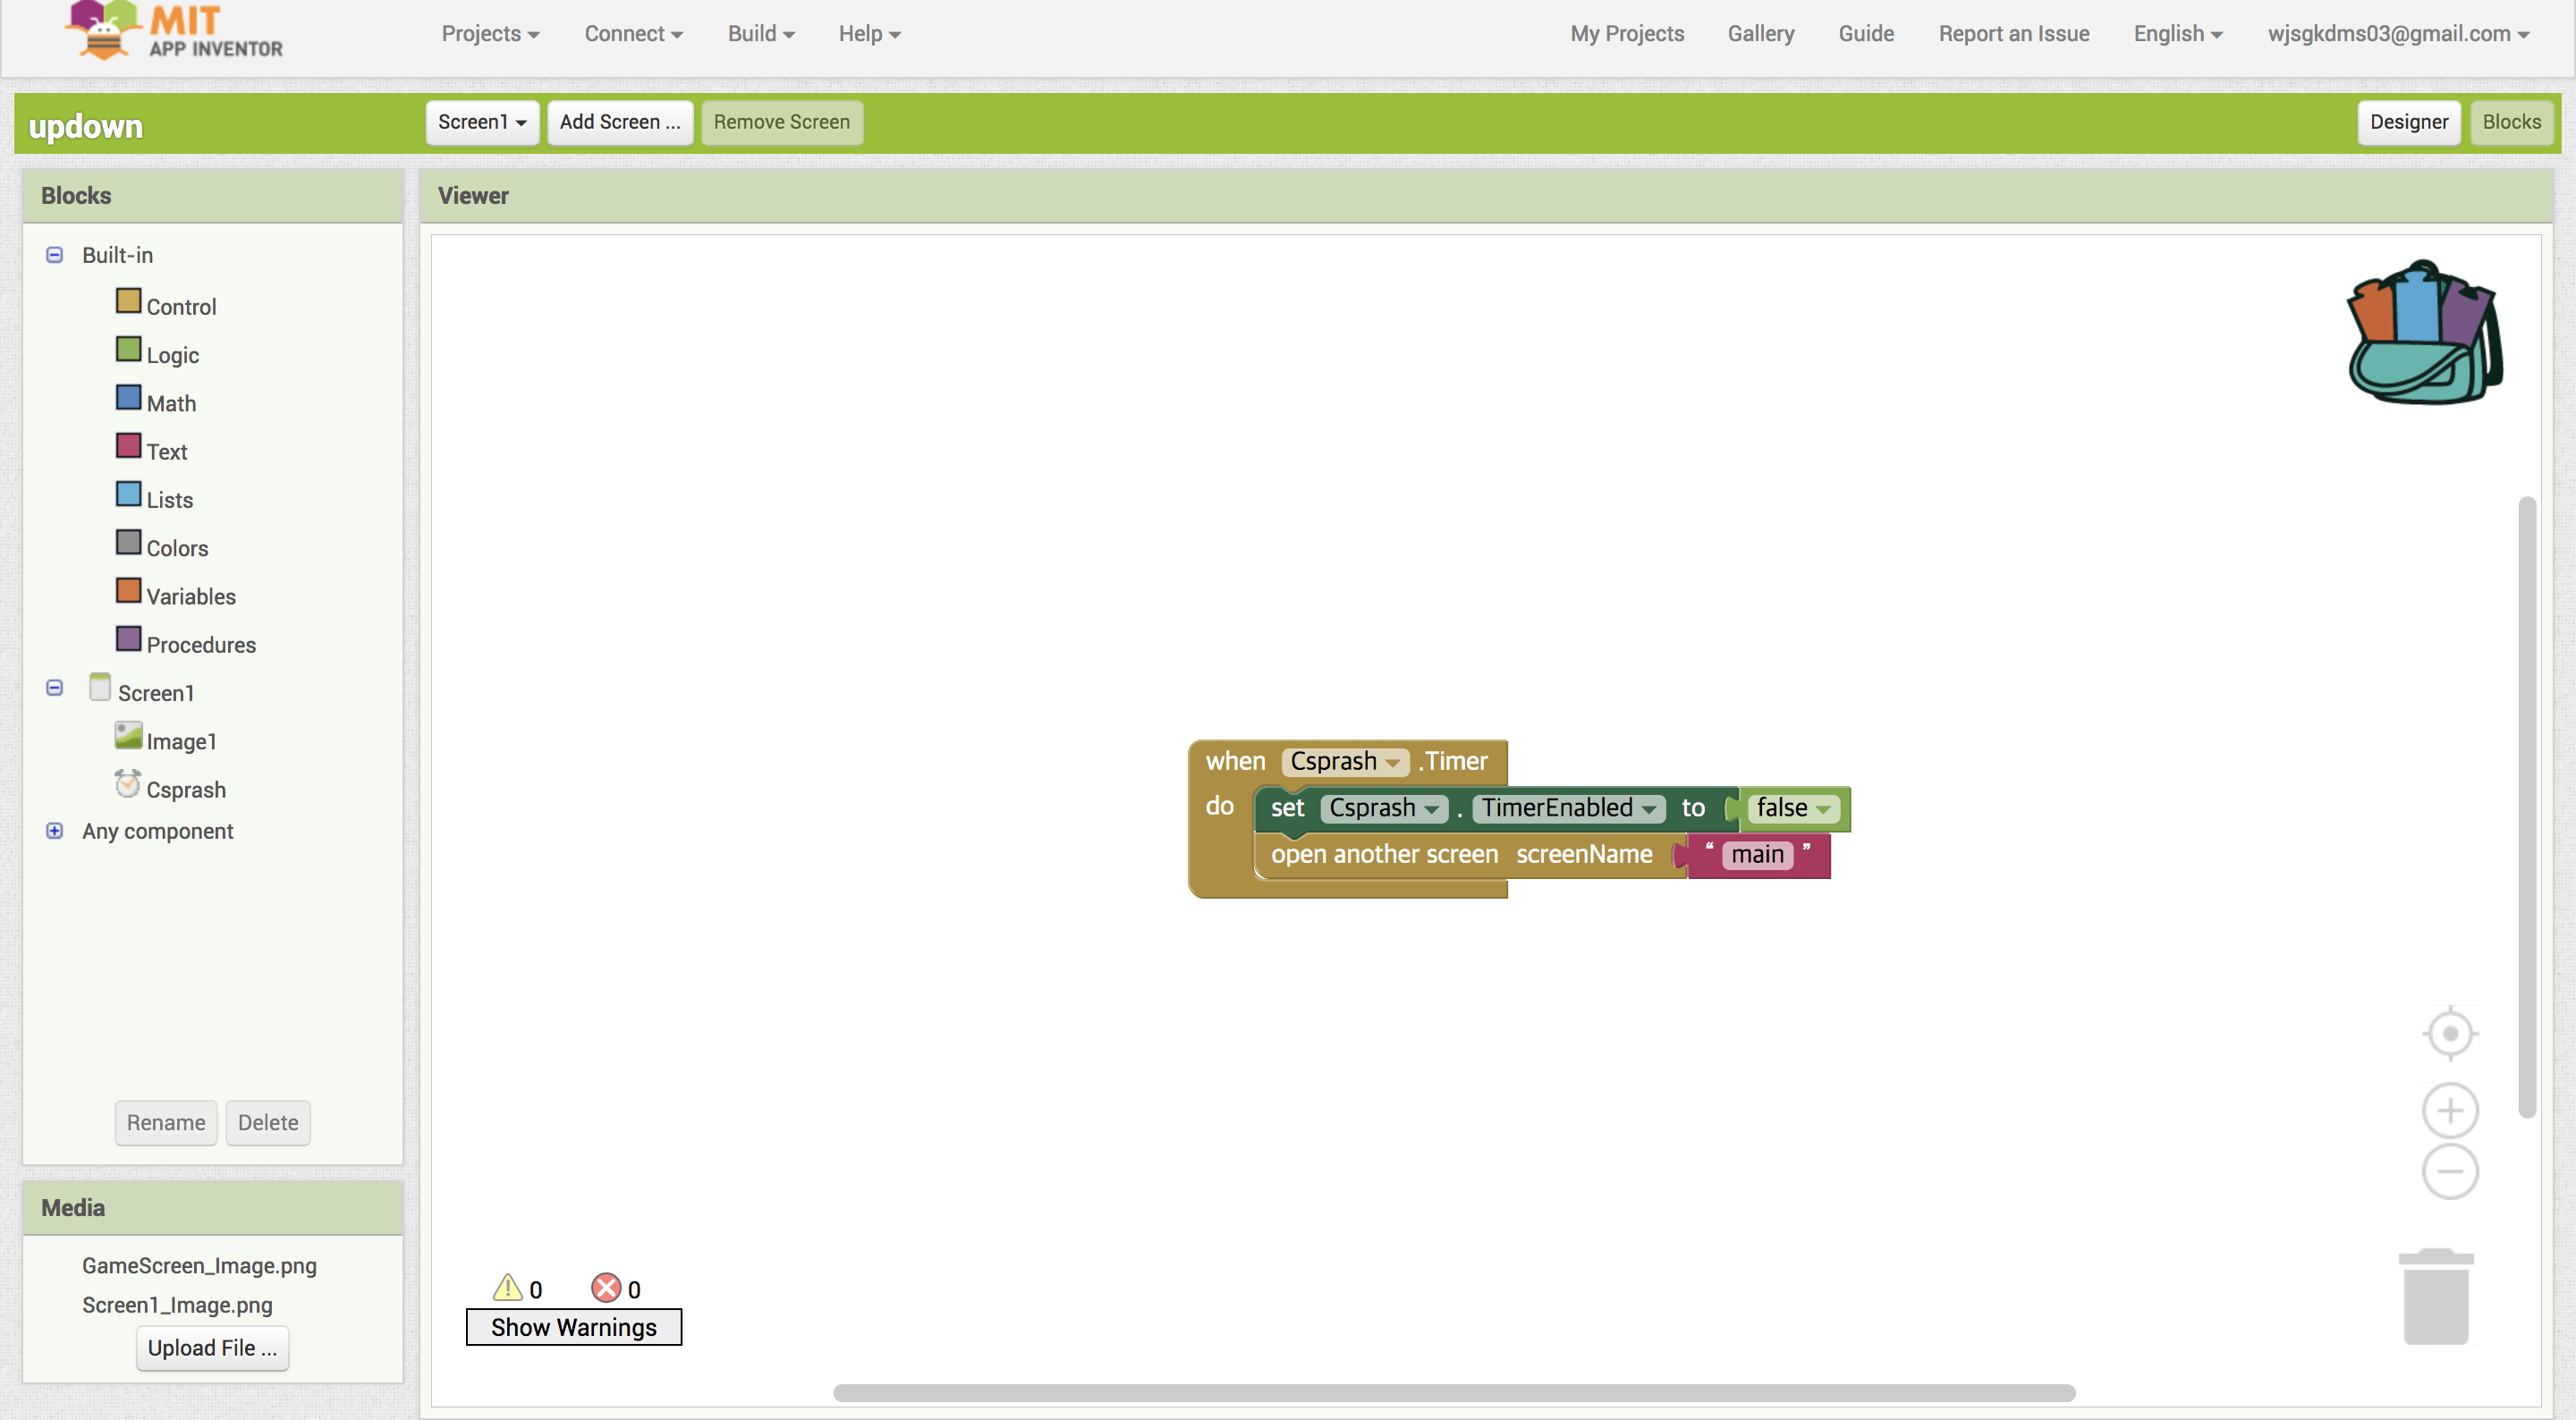 MIT
APP INVENTOR
Projects Connect Build Help My Projects Gallery Guide Report an Issue English wjsgkdms03@gmail.com
updown Screen1 Add Screen ... Remove Screen Designer Blocks
Blocks
Built-in
Control
Logic
Math
Text
Lists
Colors
Variables
Procedures
Screen1
Image1
Csprash
Any component
Rename Delete
Media
GameScreen_Image.png
Screen1_Image.png
Upload File ...
Viewer
when Csprash .Timer
do set Csprash . TimerEnabled to false
open another screen screenName “ main ”
0 0
Show Warnings